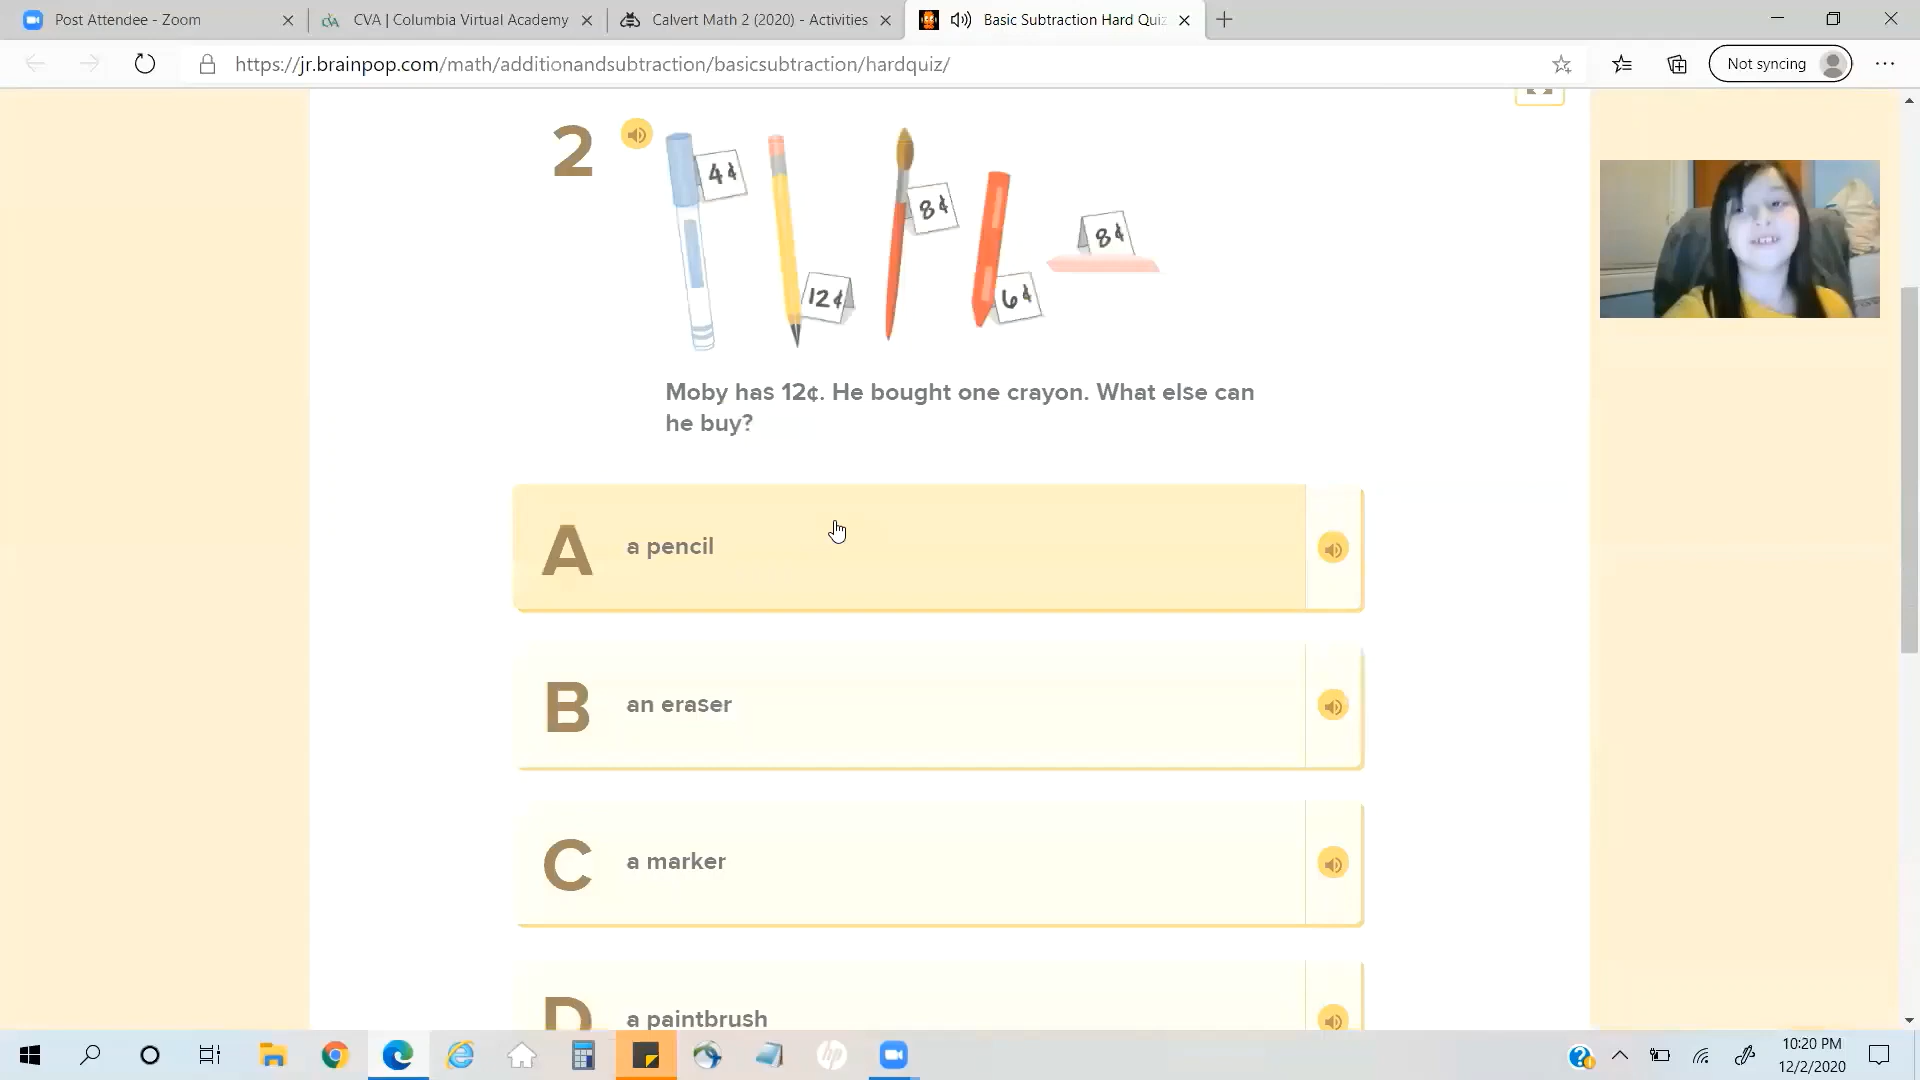 Post Attendee - Zoom
CVA | Columbia Virtual Academy
Calvert Math 2 (2020) - Activities
Basic Subtraction Hard Quiz
https://jr.brainpop.com/math/additionandsubtraction/basicsubtraction/hardquiz/
Not syncing
2
4¢
12¢
8¢
6¢
8¢
Moby has 12¢. He bought one crayon. What else can
he buy?
A a pencil
B an eraser
C a marker
D a paintbrush
10:20 PM
12/2/2020